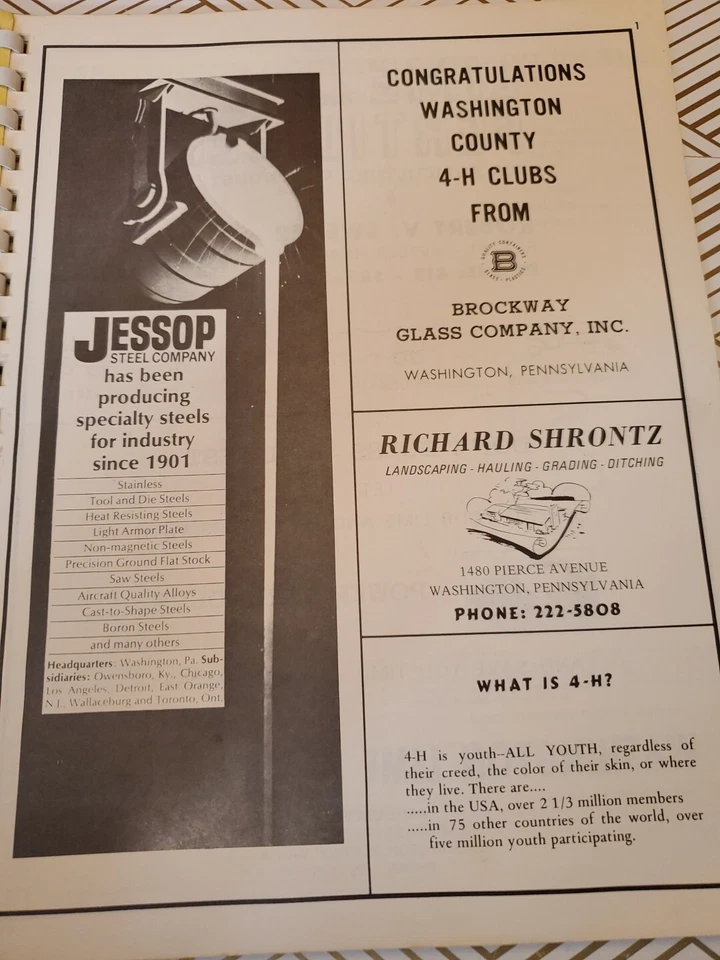 1
JESSOP
STEEL COMPANY
has been
producing
specialty steels
for industry
since 1901
Stainless
Tool and Die Steels
Heat Resisting Steels
Light Armor Plate
Non-magnetic Steels
Precision Ground Flat Stock
Saw Steels
Aircraft Quality Alloys
Cast-to-Shape Steels
Boron Steels
and many others
Headquarters: Washington, Pa. Sub-
sidiaries: Owensboro, Ky., Chicago,
Los Angeles, Detroit, East Orange,
N.J., Wallaceburg and Toronto, Ont.
CONGRATULATIONS
WASHINGTON
COUNTY
4-H CLUBS
FROM
QUALITY CONTAINERS
B
GLASS · PLASTICS
BROCKWAY
GLASS COMPANY, INC.
WASHINGTON, PENNSYLVANIA
RICHARD SHRONTZ
LANDSCAPING - HAULING - GRADING - DITCHING
1480 PIERCE AVENUE
WASHINGTON, PENNSYLVANIA
PHONE: 222-5808
WHAT IS 4-H?
4-H is youth--ALL YOUTH, regardless of
their creed, the color of their skin, or where
they live. There are....
.....in the USA, over 2 1/3 million members
.....in 75 other countries of the world, over
five million youth participating.